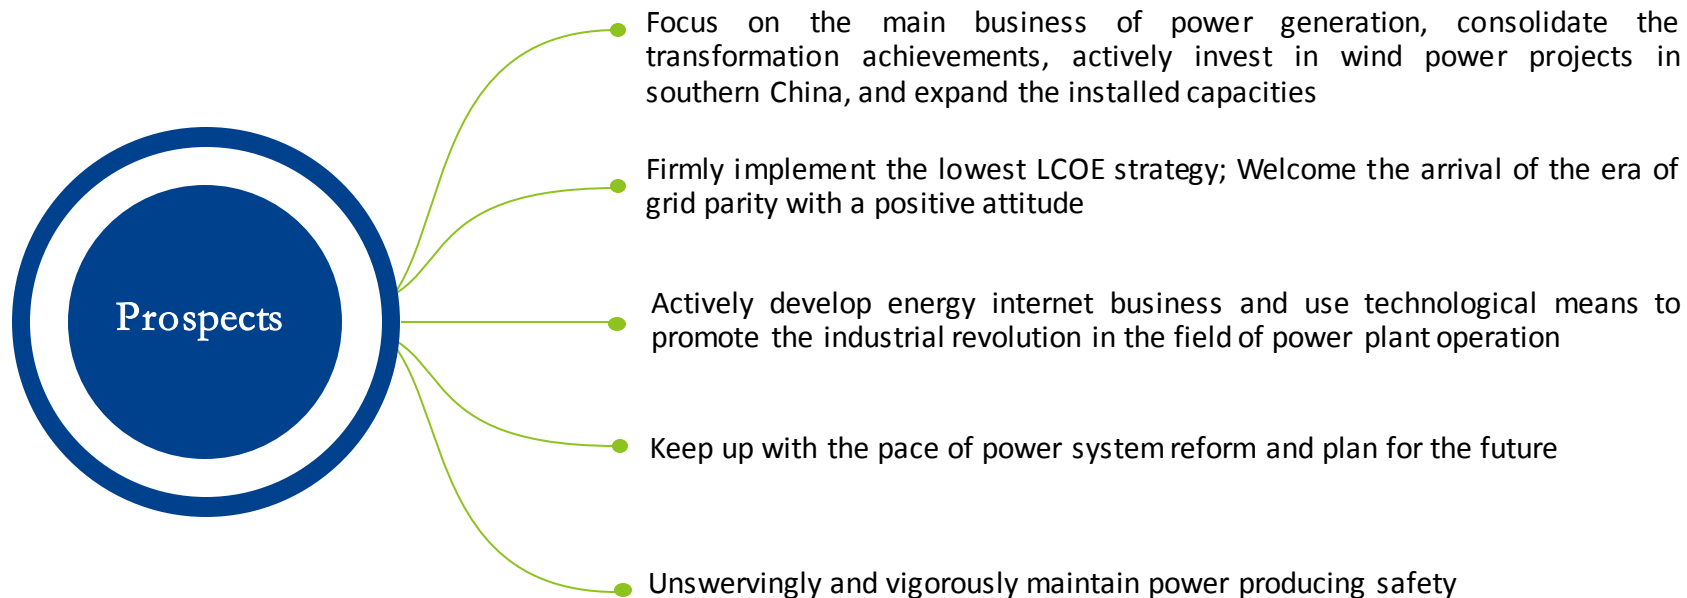 Prospects
Focus on the main business of power generation, consolidate the
transformation achievements, actively invest in wind power projects in
southern China, and expand the installed capacities
Firmly implement the lowest LCOE strategy; Welcome the arrival of the era of
grid parity with a positive attitude
Actively develop energy internet business and use technological means to
promote the industrial revolution in the field of power plant operation
Keep up with the pace of power system reform and plan for the future
Unswervingly and vigorously maintain power producing safety